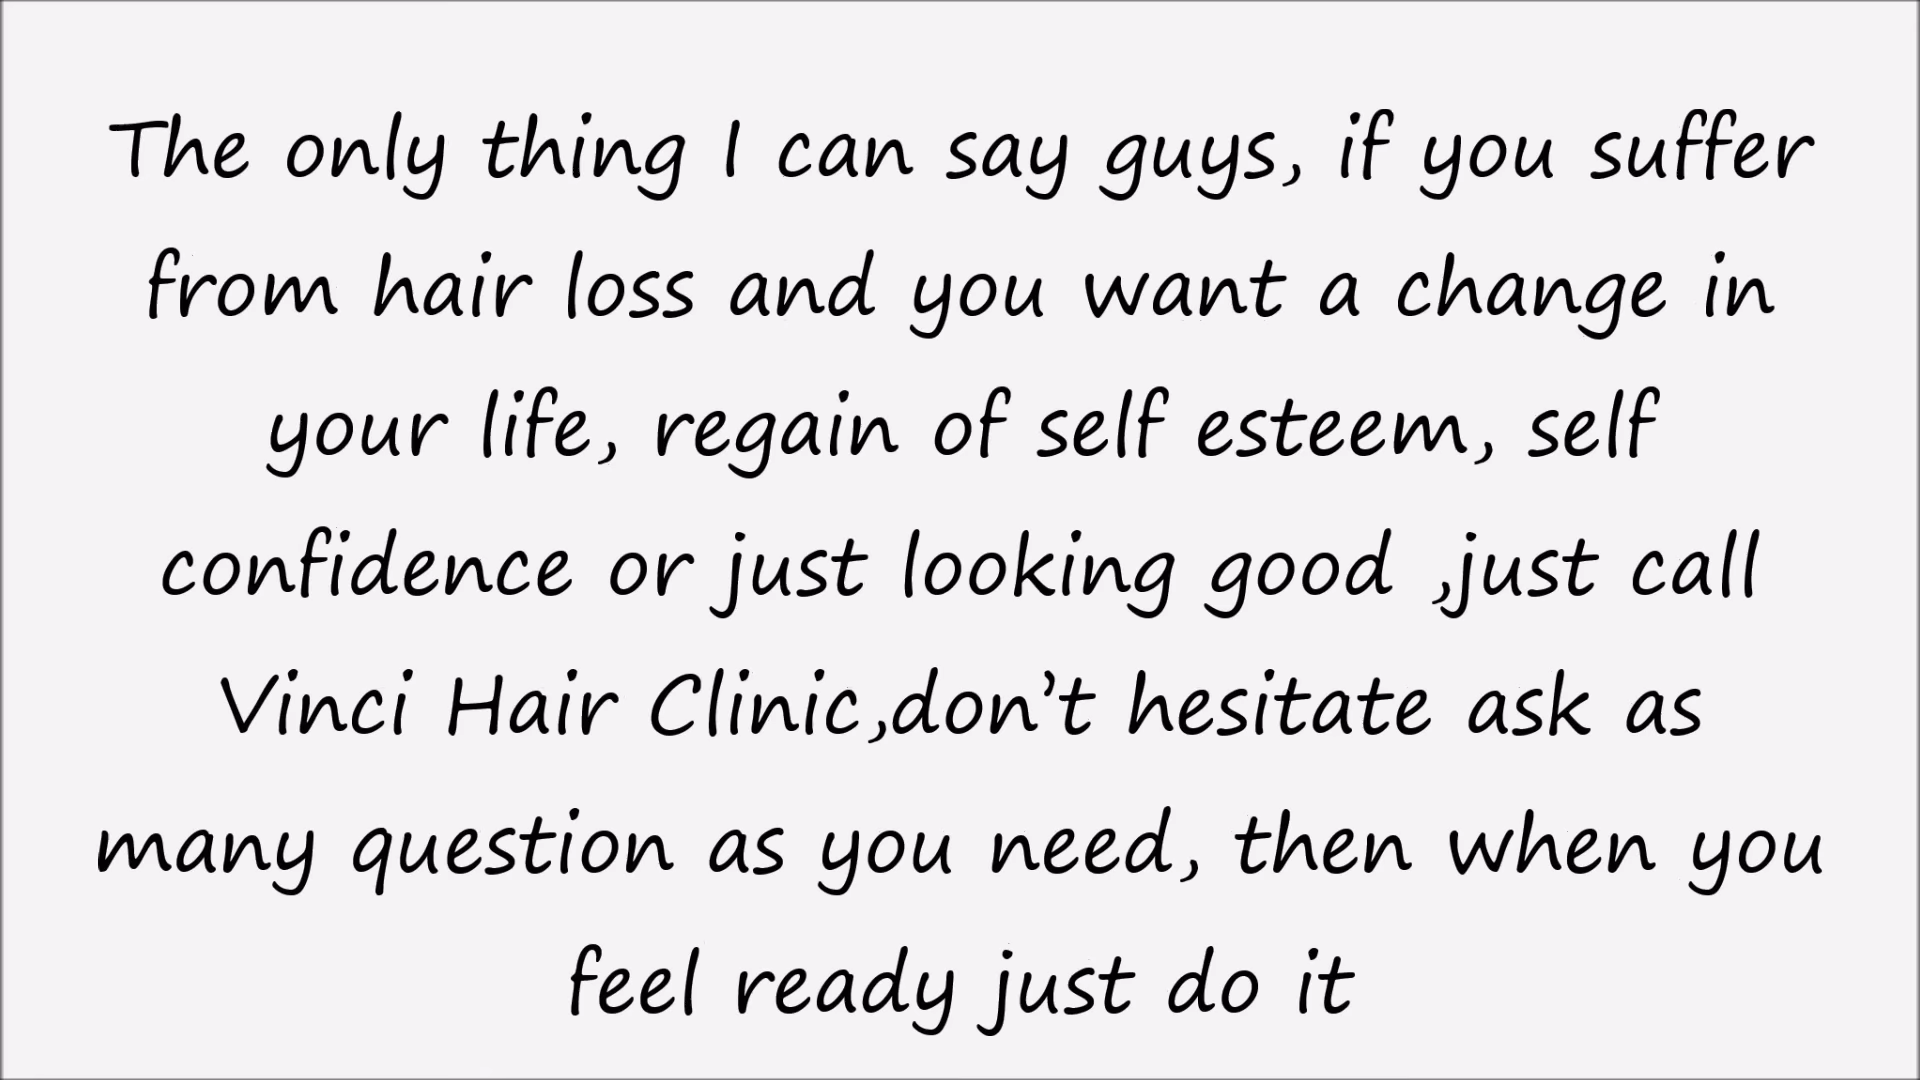 The only thing I can say guys, if you suffer
from hair loss and you want a change in
your life, regain of self esteem, self
confidence or just looking good ,just call
Vinci Hair Clinic,don’t hesitate ask as
many question as you need, then when you
feel ready just do it